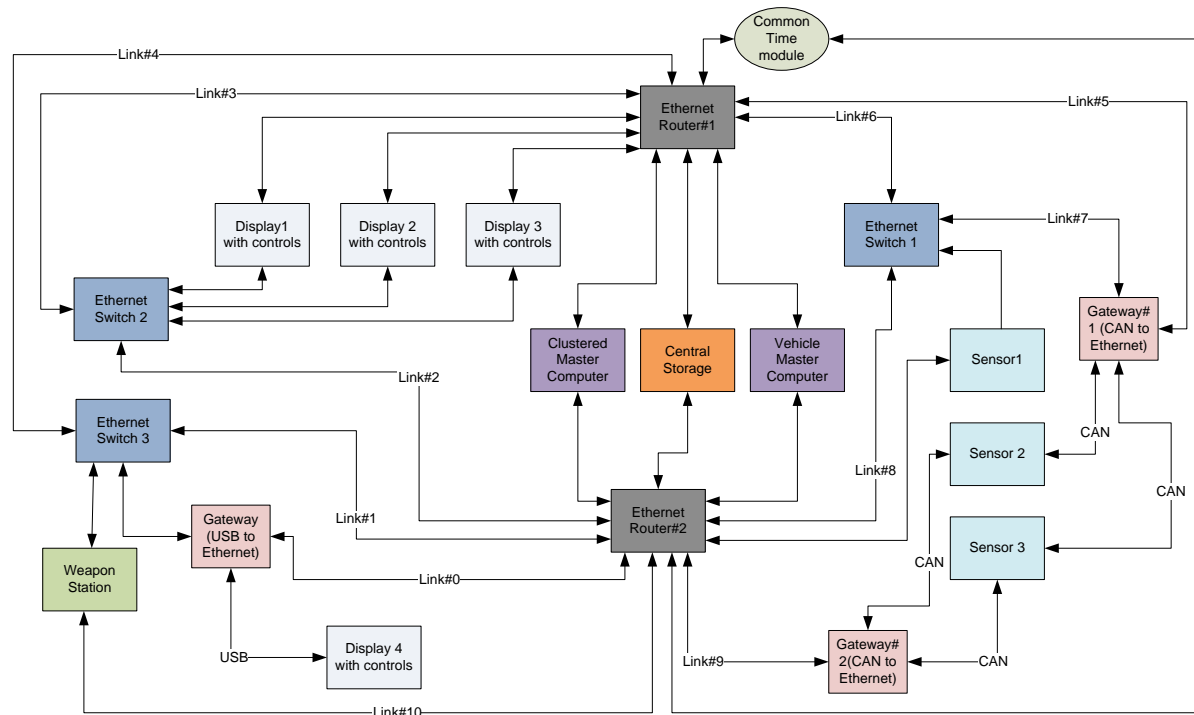 Common
Time
module
Link#4
Link#3
Link#5
Ethernet
Router#1
Link#6
Display1
with controls
Display 2
with controls
Display 3
with controls
Ethernet
Switch 1
Link#7
Ethernet
Switch 2
Gateway#
1 (CAN to
Ethernet)
Clustered
Master
Computer
Central
Storage
Vehicle
Master
Computer
Sensor1
Link#2
Ethernet
Switch 3
CAN
Sensor 2
Link#8
CAN
Gateway
(USB to
Ethernet)
Link#1
Ethernet
Router#2
Sensor 3
CAN
Weapon
Station
Link#0
Display 4
with controls
USB
Link#9
Gateway#
2(CAN to
Ethernet)
CAN
Link#10